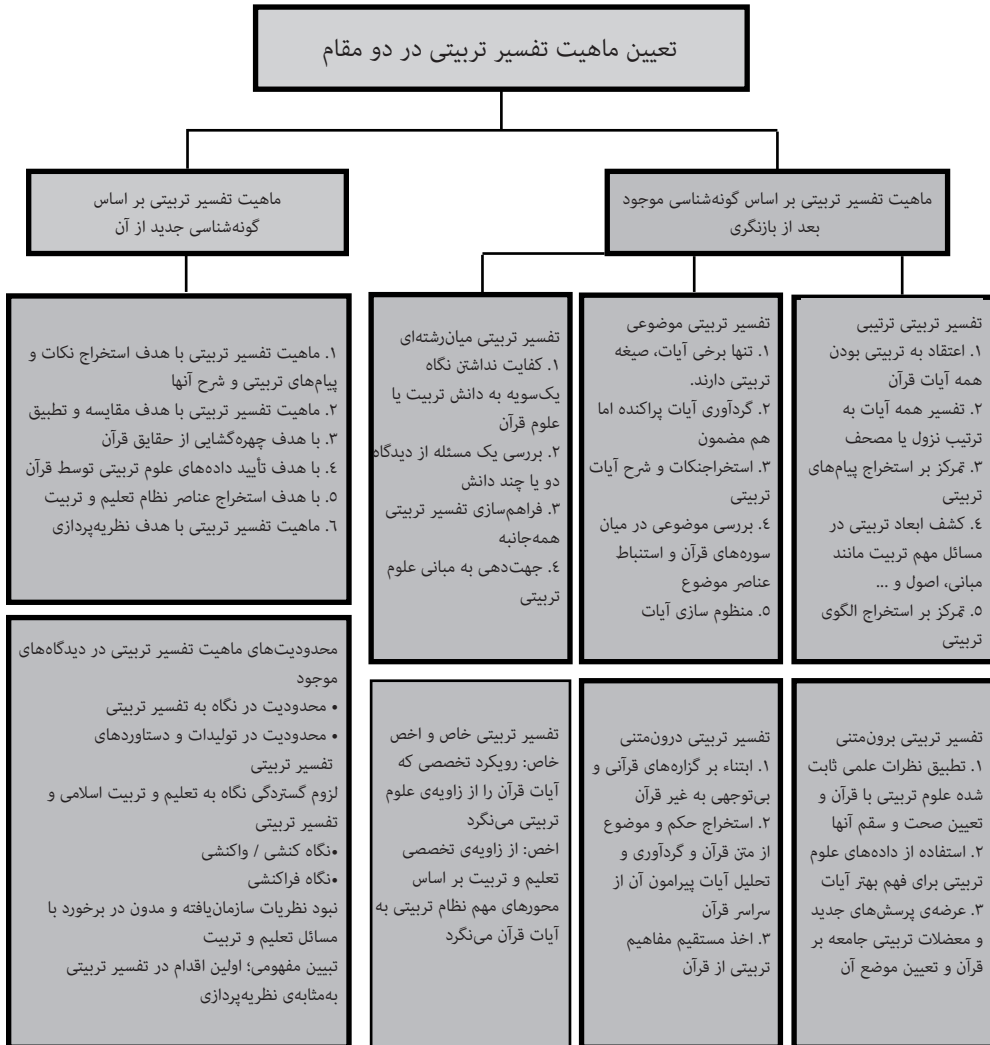 تعیین ماهیت تفسیر تربیتی در دو مقام
ماهیت تفسیر تربیتی بر اساس گونه‌شناسی موجود
بعد از بازنگری
ماهیت تفسیر تربیتی بر اساس
گونه‌شناسی جدید از آن
تفسیر تربیتی ترتیبی
۱. اعتقاد به تربیتی بودن
همه آیات قرآن
۲. تفسیر همه آیات به
ترتیب نزول یا مصحف
۳. تمرکز بر استخراج پیام‌های
تربیتی
٤. کشف ابعاد تربیتی در
مسائل مهم تربیت مانند
مبانی، اصول و ...
٥. تمرکز بر استخراج الگوی
تربیتی
تفسیر تربیتی موضوعی
۱. تنها برخی آیات، صیغه
تربیتی دارند.
۲. گردآوری آیات پراکنده اما
هم مضمون
۳. استخراجنکات و شرح آیات
تربیتی
٤. بررسی موضوعی در میان
سوره‌های قرآن و استنباط
عناصر موضوع
٥. منظوم سازی آیات
تفسیر تربیتی میان‌رشته‌ای
۱. کفایت نداشتن نگاه
یک‌سویه به دانش تربیت یا
علوم قرآن
۲. بررسی یک مسئله از دیدگاه
دو یا چند دانش
۳. فراهم‌سازی تفسیر تربیتی
همه‌جانبه
٤. جهت‌دهی به مبانی علوم
تربیتی
۱. ماهیت تفسیر تربیتی با هدف استخراج نکات و
پیام‌های تربیتی و شرح آنها
۲. ماهیت تفسیر تربیتی با هدف مقایسه و تطبیق
۳. با هدف چهره‌گشایی از حقایق قرآن
٤. با هدف تأیید داده‌های علوم تربیتی توسط قرآن
٥. با هدف استخراج عناصر نظام تعلیم و تربیت
٦. ماهیت تفسیر تربیتی با هدف نظریه‌پردازی
تفسیر تربیتی برون‌متنی
۱. تطبیق نظرات علمی ثابت
شده علوم تربیتی با قرآن و
تعیین صحت و سقم آنها
۲. استفاده از داده‌های علوم
تربیتی برای فهم بهتر آیات
۳. عرضه‌ی پرسش‌های جدید
و معضلات تربیتی جامعه بر
قرآن و تعیین موضع آن
تفسیر تربیتی درون‌متنی
۱. ابتناء بر گزاره‌های قرآنی و
بی‌توجهی به غیر قرآن
۲. استخراج حکم و موضوع
از متن قرآن و گردآوری و
تحلیل آیات پیرامون آن از
سراسر قرآن
۳. اخذ مستقیم مفاهیم
تربیتی از قرآن
تفسیر تربیتی خاص و اخص
خاص: رویکرد تخصصی که
آیات قرآن را از زاویه‌ی علوم
تربیتی می‌نگرد
اخص: از زاویه‌ی تخصصی
تعلیم و تربیت بر اساس
محورهای مهم نظام تربیتی به
آیات قرآن می‌نگرد
محدودیت‌های ماهیت تفسیر تربیتی در دیدگاه‌های
موجود
• محدودیت در نگاه به تفسیر تربیتی
• محدودیت در تولیدات و دستاوردهای
تفسیر تربیتی
لزوم گستردگی نگاه به تعلیم و تربیت اسلامی و
تفسیر تربیتی
•نگاه کنشی / واکنشی
•نگاه فراکنشی
نبود نظریات سازمان‌یافته و مدون در برخورد با
مسائل تعلیم و تربیت
تبیین مفهومی؛ اولین اقدام در تفسیر تربیتی
به‌مثابه‌ی نظریه‌پردازی